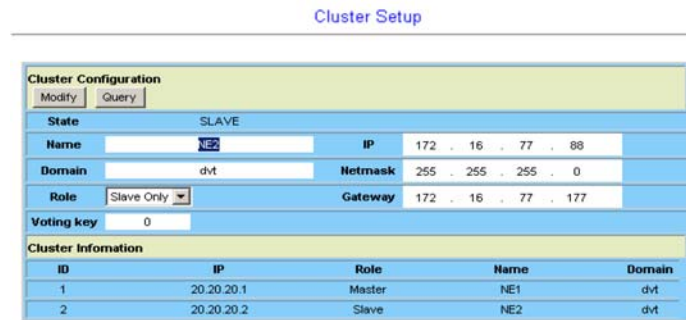 Cluster Setup
Cluster Configuration
Modify Query
State SLAVE
Name NE2 IP 172 . 16 . 77 . 88
Domain dvt Netmask 255 . 255 . 255 . 0
Role Slave Only Gateway 172 . 16 . 77 . 177
Voting key 0
Cluster Infomation
ID IP Role Name Domain
1 20.20.20.1 Master NE1 dvt
2 20.20.20.2 Slave NE2 dvt